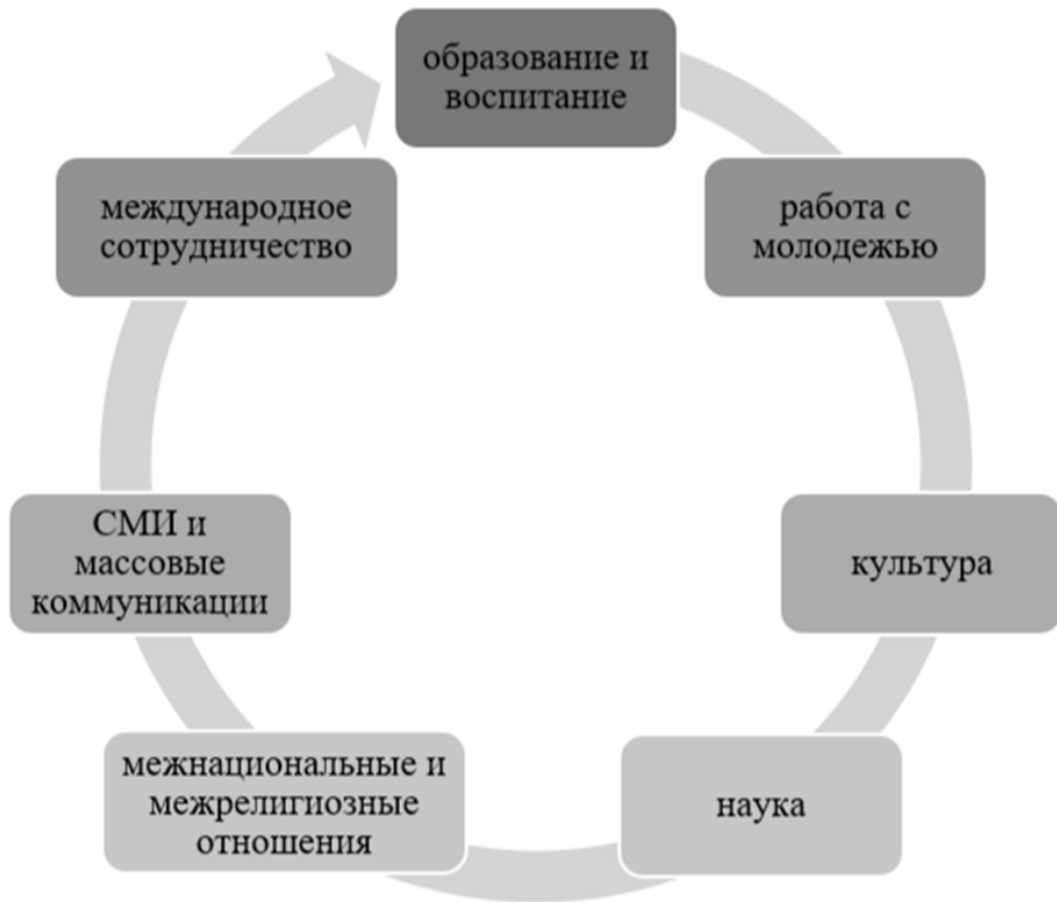 образование и
воспитание
работа с
молодежью
культура
наука
межнациональные и
межрелигиозные
отношения
СМИ и
массовые
коммуникации
международное
сотрудничество